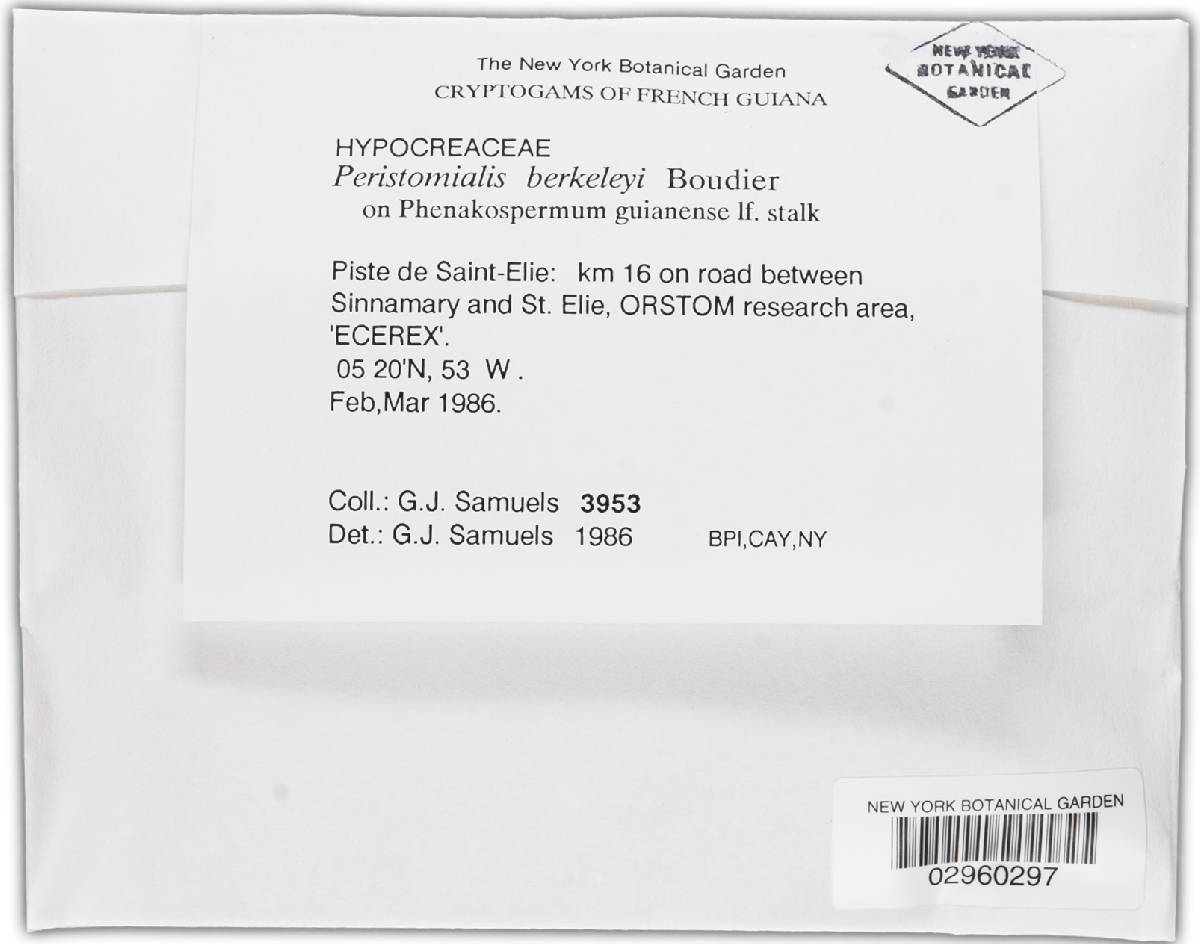 The New York Botanical Garden
CRYPTOGAMS OF FRENCH GUIANA
NEW YORK
BOTANICAL
GARDEN
HYPOCREACEAE
Peristomialis berkeleyi Boudier
on Phenakospermum guianense lf. stalk
Piste de Saint-Elie: km 16 on road between
Sinnamary and St. Elie, ORSTOM research area,
'ECEREX'.
05 20'N, 53 W .
Feb,Mar 1986.
Coll.: G.J. Samuels 3953
Det.: G.J. Samuels 1986 BPI,CAY,NY
NEW YORK BOTANICAL GARDEN
02960297